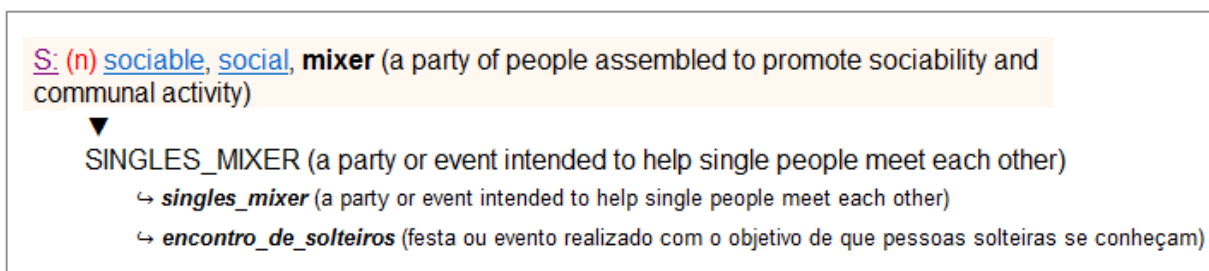 S: (n) sociable, social, mixer (a party of people assembled to promote sociability and
communal activity)
▼
SINGLES_MIXER (a party or event intended to help single people meet each other)
↪ singles_mixer (a party or event intended to help single people meet each other)
↪ encontro_de_solteiros (festa ou evento realizado com o objetivo de que pessoas solteiras se conheçam)